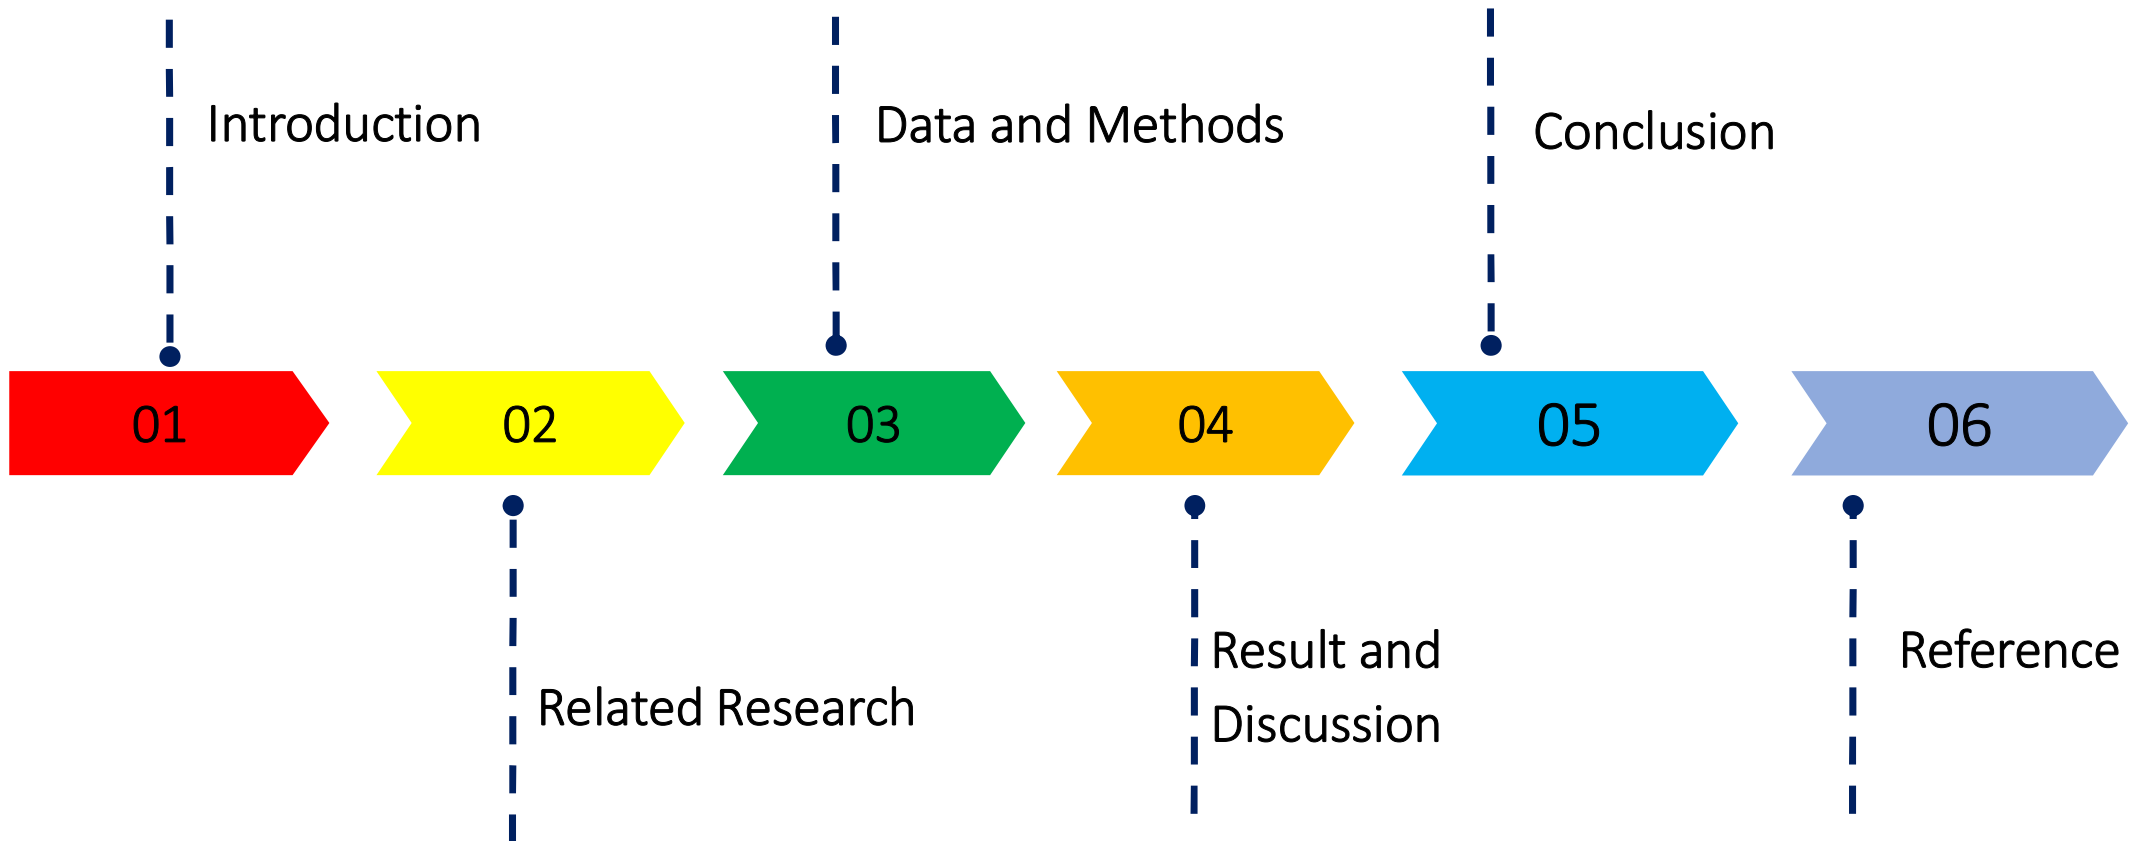 Introduction
Data and Methods
Conclusion
01
02
03
04
05
06
Related Research
Result and
Discussion
Reference